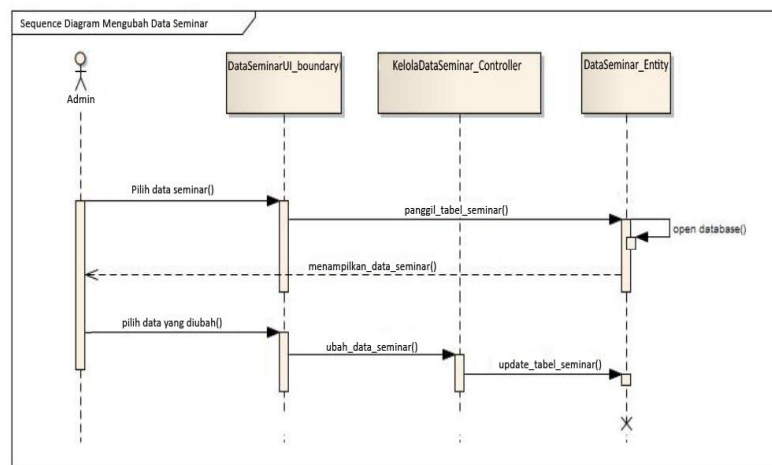 Sequence Diagram Mengubah Data Seminar
Admin
DataSeminarUI_boundary
KelolaDataSeminar_Controller
DataSeminar_Entity
Pilih data seminar()
panggil_tabel_seminar()
open database()
menampilkan_data_seminar()
pilih data yang diubah()
ubah_data_seminar()
update_tabel_seminar()